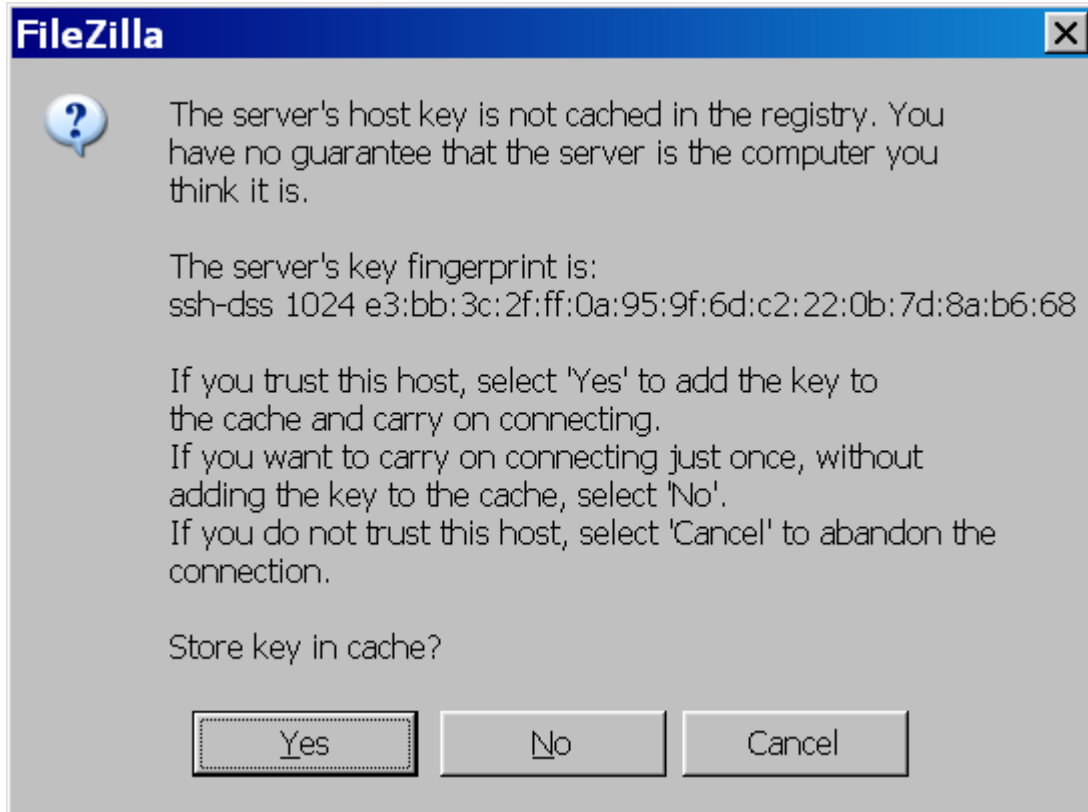 FileZilla
The server's host key is not cached in the registry. You
have no guarantee that the server is the computer you
think it is.
The server's key fingerprint is:
ssh-dss 1024 e3:bb:3c:2f:ff:0a:95:9f:6d:c2:22:0b:7d:8a:b6:68
If you trust this host, select 'Yes' to add the key to
the cache and carry on connecting.
If you want to carry on connecting just once, without
adding the key to the cache, select 'No'.
If you do not trust this host, select 'Cancel' to abandon the
connection.
Store key in cache?
Yes No Cancel